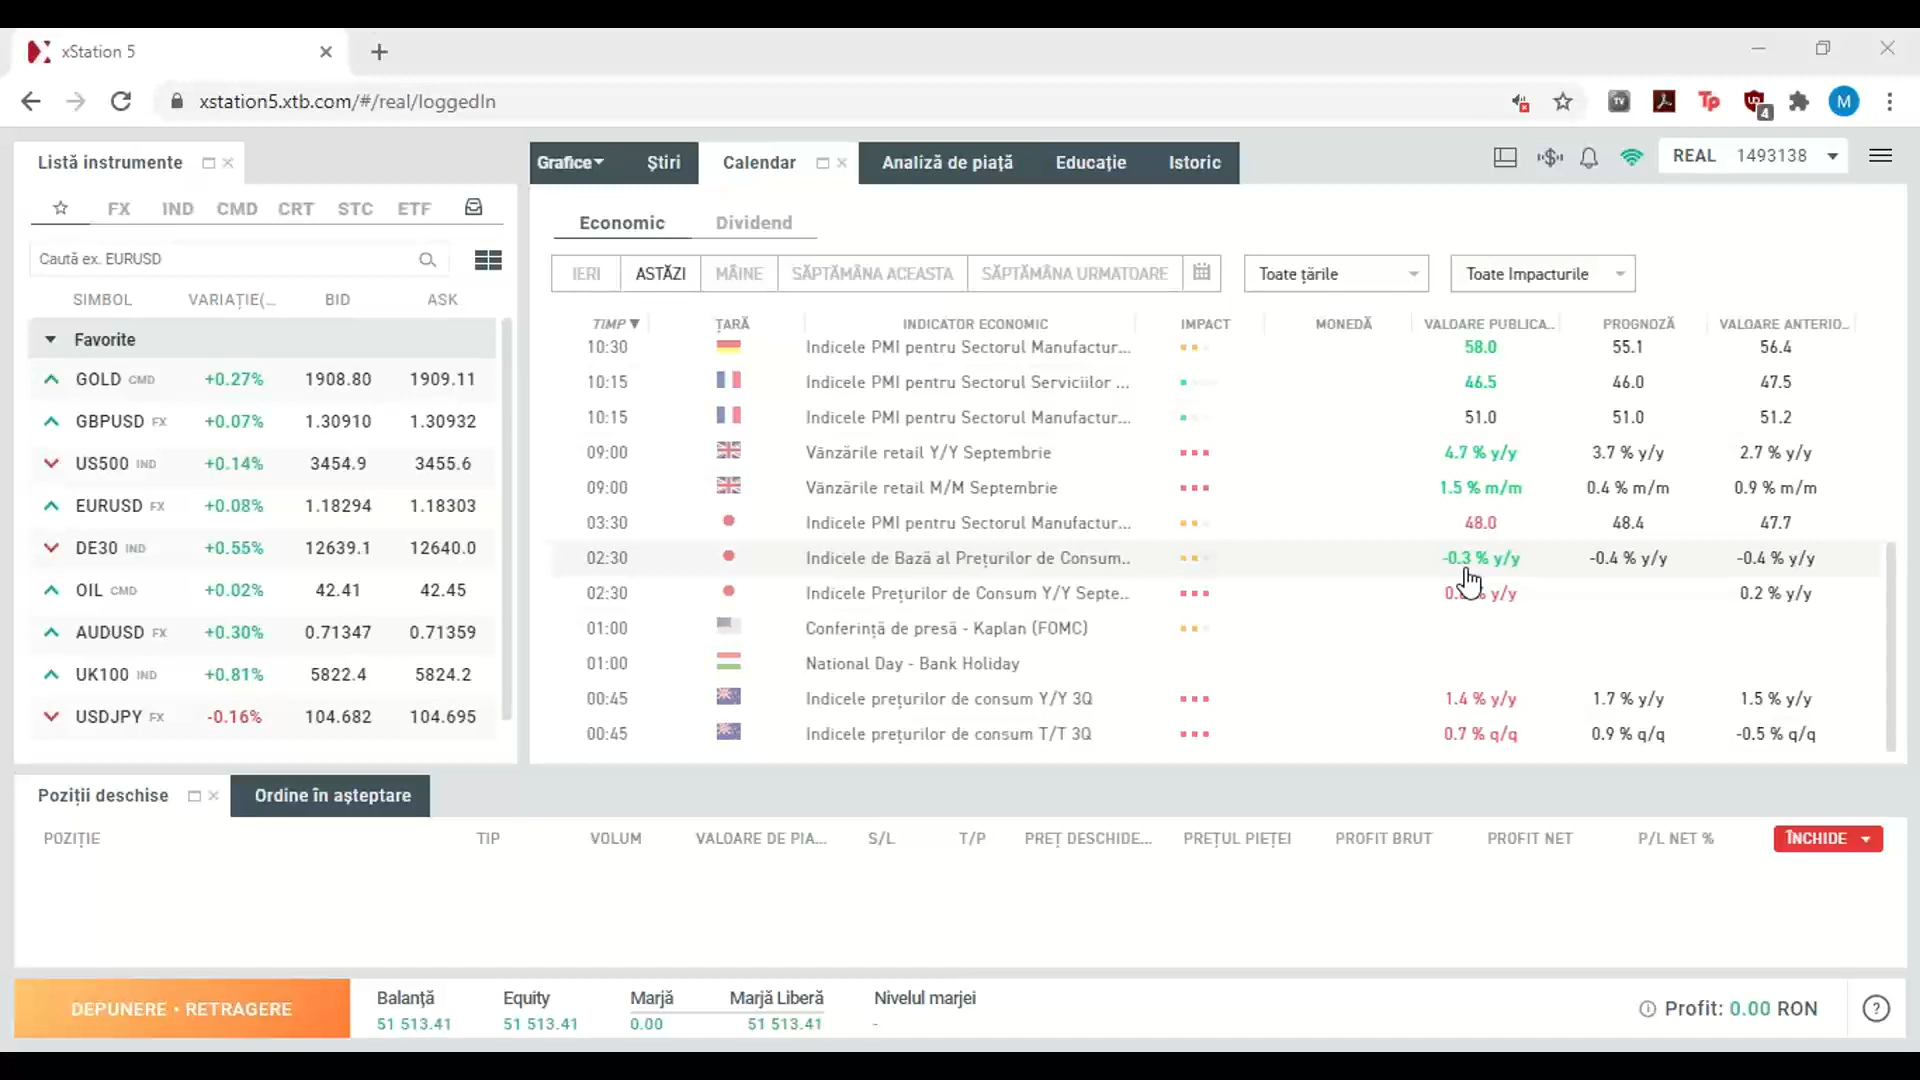 xStation 5
xstation5.xtb.com/#/real/loggedIn
4
M
Listă instrumente
Grafice
Știri
Calendar
Analiză de piață
Educație
Istoric
REAL 1493138
FX IND CMD CRT STC ETF
Economic
Dividend
Caută ex. EURUSD
IERI
ASTĂZI
MÂINE
SĂPTĂMÂNA ACEASTA
SĂPTĂMÂNA URMATOARE
Toate țările
Toate Impacturile
SIMBOL VARIAȚIE(... BID ASK
Favorite
GOLD CMD +0.27% 1908.80 1909.11
GBPUSD FX +0.07% 1.30910 1.30932
US500 IND +0.14% 3454.9 3455.6
EURUSD FX +0.08% 1.18294 1.18303
DE30 IND +0.55% 12639.1 12640.0
OIL CMD +0.02% 42.41 42.45
AUDUSD FX +0.30% 0.71347 0.71359
UK100 IND +0.81% 5822.4 5824.2
USDJPY FX -0.16% 104.682 104.695
TIMP ȚARĂ INDICATOR ECONOMIC IMPACT MONEDĂ VALOARE PUBLICA... PROGNOZĂ VALOARE ANTERIO...
10:30 Indicele PMI pentru Sectorul Manufactur... 58.0 55.1 56.4
10:15 Indicele PMI pentru Sectorul Serviciilor ... 46.5 46.0 47.5
10:15 Indicele PMI pentru Sectorul Manufactur... 51.0 51.0 51.2
09:00 Vânzările retail Y/Y Septembrie 4.7 % y/y 3.7 % y/y 2.7 % y/y
09:00 Vânzările retail M/M Septembrie 1.5 % m/m 0.4 % m/m 0.9 % m/m
03:30 Indicele PMI pentru Sectorul Manufactur... 48.0 48.4 47.7
02:30 Indicele de Bază al Prețurilor de Consum... -0.3 % y/y -0.4 % y/y -0.4 % y/y
02:30 Indicele Prețurilor de Consum Y/Y Septe... y/y 0.2 % y/y
01:00 Conferință de presă - Kaplan (FOMC)
01:00 National Day - Bank Holiday
00:45 Indicele prețurilor de consum Y/Y 3Q 1.4 % y/y 1.7 % y/y 1.5 % y/y
00:45 Indicele prețurilor de consum T/T 3Q 0.7 % q/q 0.9 % q/q -0.5 % q/q
Poziții deschise
Ordine în așteptare
POZIȚIE TIP VOLUM VALOARE DE PIA... S/L T/P PREȚ DESCHIDE... PREȚUL PIEȚEI PROFIT BRUT PROFIT NET P/L NET % ÎNCHIDE
DEPUNERE • RETRAGERE
Balanță Equity Marjă Marjă Liberă Nivelul marjei
51 513.41 51 513.41 0.00 51 513.41 -
Profit: 0.00 RON
?